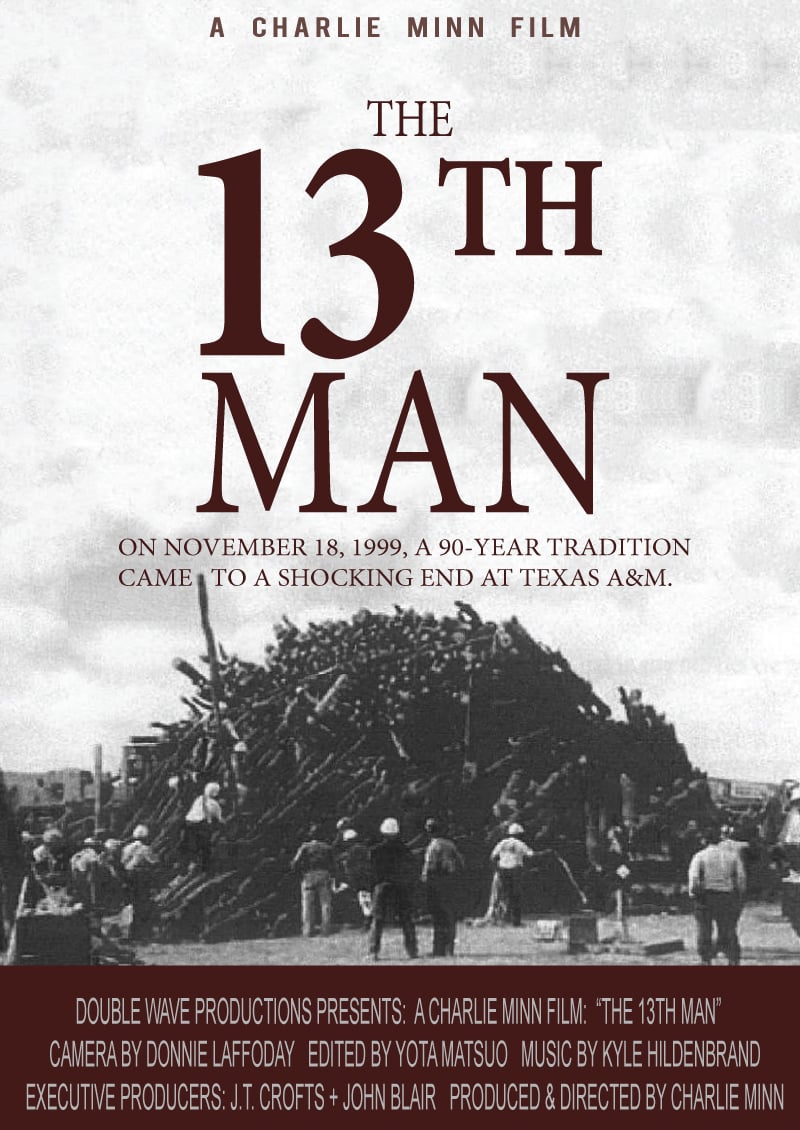 A CHARLIE MINN FILM
THE
13TH
MAN
ON NOVEMBER 18, 1999, A 90-YEAR TRADITION
CAME TO A SHOCKING END AT TEXAS A&M.
DOUBLE WAVE PRODUCTIONS PRESENTS: A CHARLIE MINN FILM: “THE 13TH MAN”
CAMERA BY DONNIE LAFFODAY EDITED BY YOTA MATSUO MUSIC BY KYLE HILDENBRAND
EXECUTIVE PRODUCERS: J.T. CROFTS + JOHN BLAIR PRODUCED & DIRECTED BY CHARLIE MINN